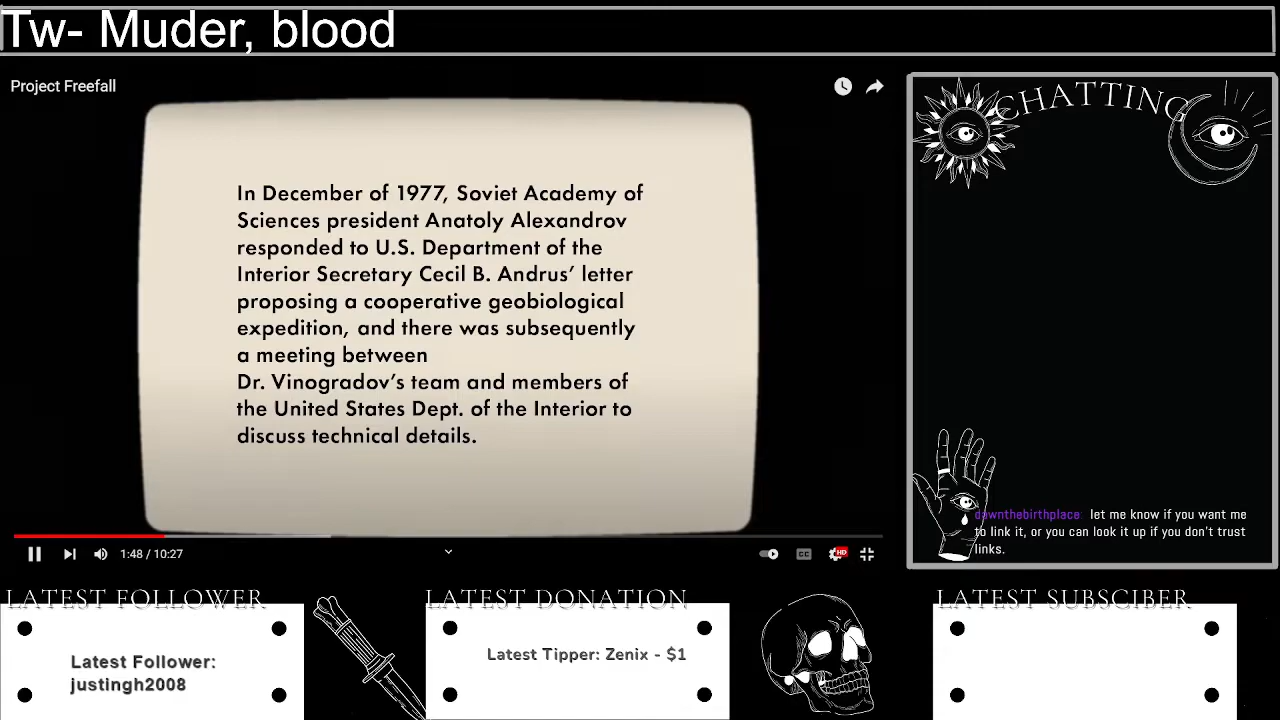 Tw- Muder, blood
Project Freefall
CHATTING
In December of 1977, Soviet Academy of
Sciences president Anatoly Alexandrov
responded to U.S. Department of the
Interior Secretary Cecil B. Andrus’ letter
proposing a cooperative geobiological
expedition, and there was subsequently
a meeting between
Dr. Vinogradov’s team and members of
the United States Dept. of the Interior to
discuss technical details.
dawnthebirthplace: let me know if you want me
to link it, or you can look it up if you don't trust
links.
1:48 / 10:27
CC
HD
LATEST FOLLOWER
LATEST DONATION
LATEST SUBSCIBER
Latest Follower:
justingh2008
Latest Tipper: Zenix - $1